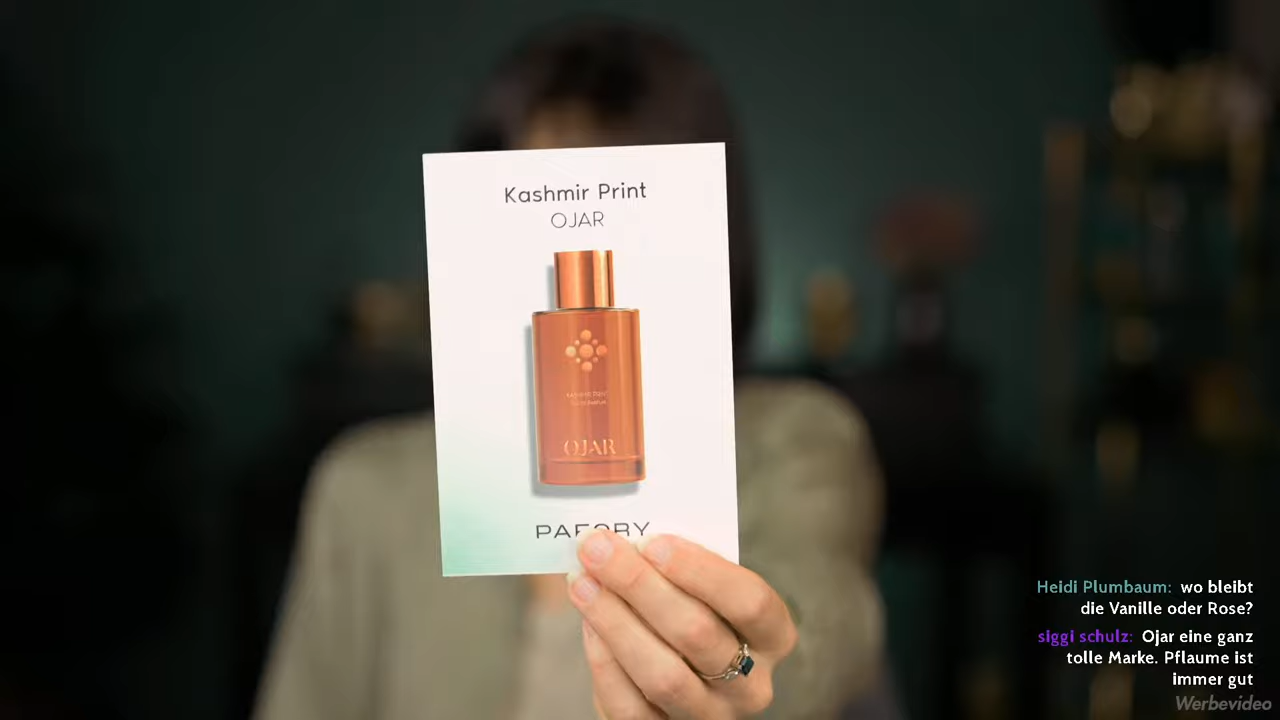 Kashmir Print
OJAR
OJAR
PAFORY
Heidi Plumbaum: wo bleibt
die Vanille oder Rose?
siggi schulz: Ojar eine ganz
tolle Marke. Pflaume ist
immer gut
Werbevideo